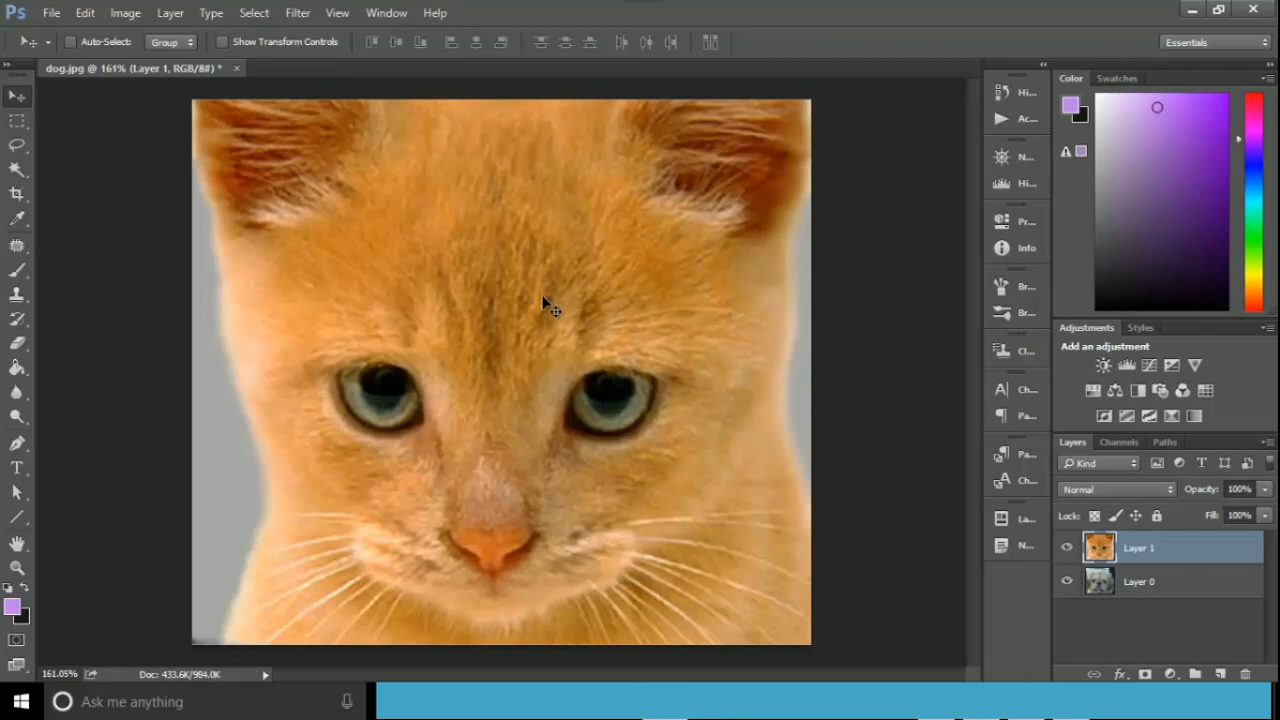 Ps File Edit Image Layer Type Select Filter View Window Help
Auto-Select: Group Show Transform Controls Essentials
dog.jpg @ 161% (Layer 1, RGB/8#) * ×
Color Swatches
Hi...
Ac...
N...
Hi...
Pr...
Info
Br...
Br...
Cl...
Ch...
Pa...
Pa...
Ch...
La...
N...
Adjustments Styles
Add an adjustment
Layers Channels Paths
Kind
Normal Opacity: 100%
Lock: Fill: 100%
Layer 1
Layer 0
161.05% Doc: 433.6K/984.0K
Ask me anything